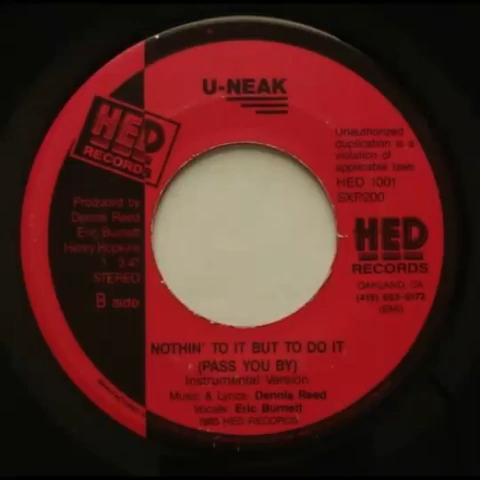 U-NEAK
HED
RECORDS
Unauthorized
duplication is a
violation of
applicable laws
HED 1001
SXP200
Produced by
Dennis Reed
Eric Burnett
Henry Hopkins
STEREO
B side
HED
RECORDS
OAKLAND, CA
(BMI)
NOTHIN' TO IT BUT TO DO IT
(PASS YOU BY)
Instrumental Version
Music & Lyrics: Dennis Reed
Vocals: Eric Burnett
HED RECORDS